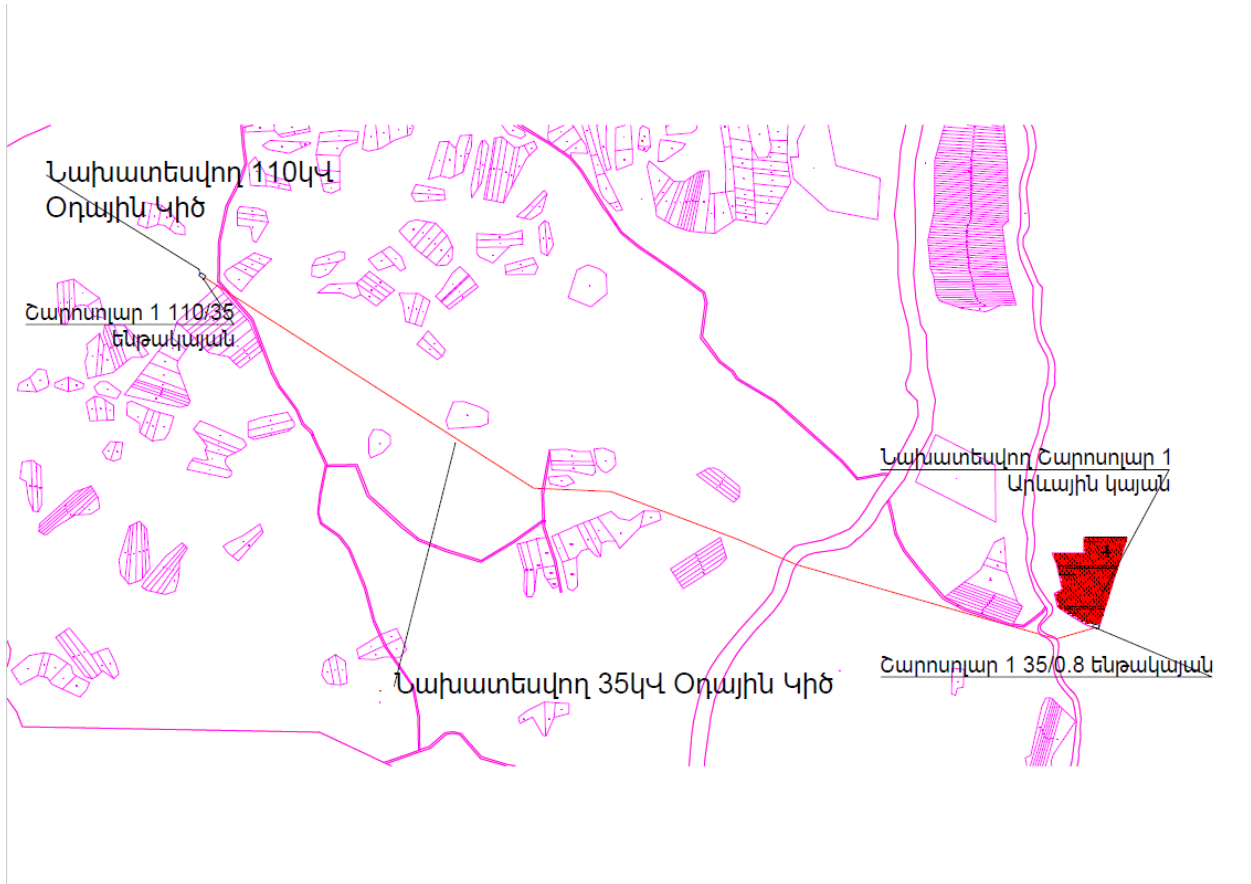 Նախատեսվող 110կՎ
Օդային Կիծ
Շարոսոլար 1 110/35
ենթակայան
Նախատեսվող Շարոսոլար 1
Արևային կայան
Շարոսոլար 1 35/0.8 ենթակայան
Նախատեսվող 35կՎ Օդային Կիծ